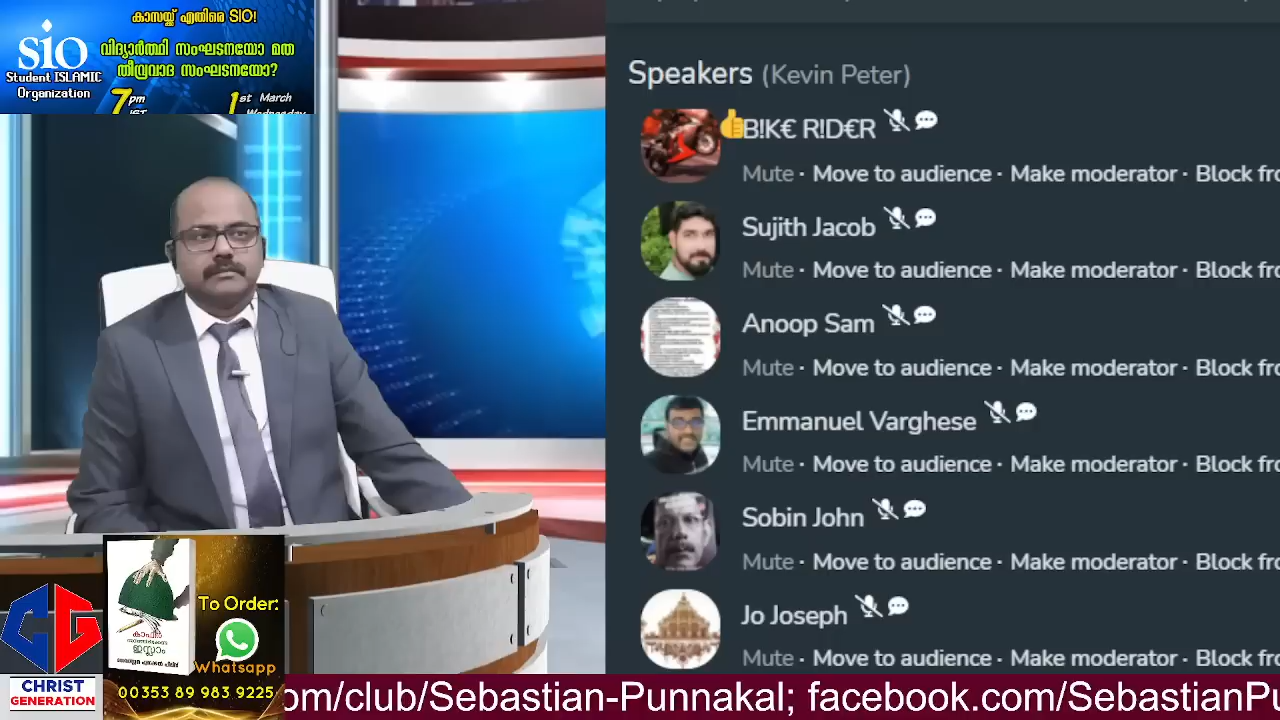 കാസയ്ക്ക് എതിരെ SIO!
sio
Student ISLAMIC
Organization
വിദ്യാർത്ഥി സംഘടനയോ മത
തീവ്രവാദ സംഘടനയോ?
7pm
1st March
Speakers (Kevin Peter)
B!K€ R!D€R
Mute · Move to audience · Make moderator · Block fro
Sujith Jacob
Mute · Move to audience · Make moderator · Block fro
Anoop Sam
Mute · Move to audience · Make moderator · Block fro
Emmanuel Varghese
Mute · Move to audience · Make moderator · Block fro
Sobin John
Mute · Move to audience · Make moderator · Block fro
Jo Joseph
Mute · Move to audience · Make moderator · Block fro
CG
CHRIST
GENERATION
കാഫിർ
ഇസ്ലാം
To Order:
Whatsapp
00353 89 983 9225
om/club/Sebastian-Punnakal; facebook.com/SebastianPu